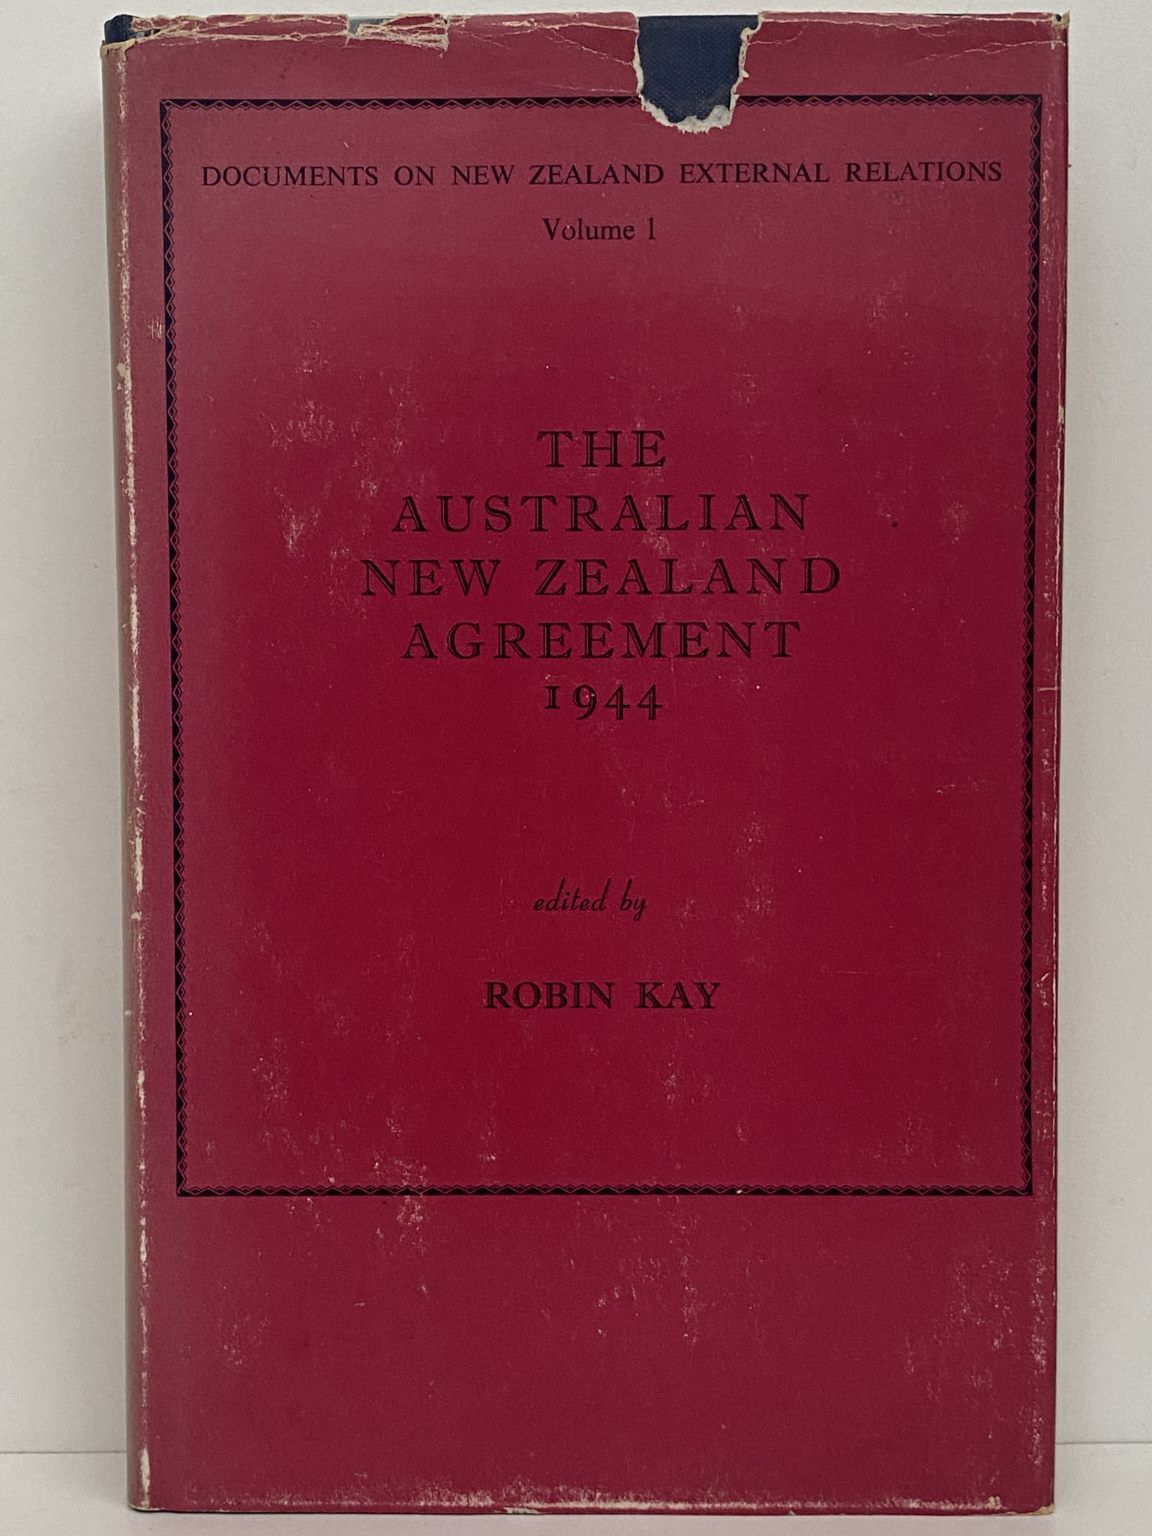 DOCUMENTS ON NEW ZEALAND EXTERNAL RELATIONS
Volume 1
THE
AUSTRALIAN
NEW ZEALAND
AGREEMENT
1944
edited by
ROBIN KAY